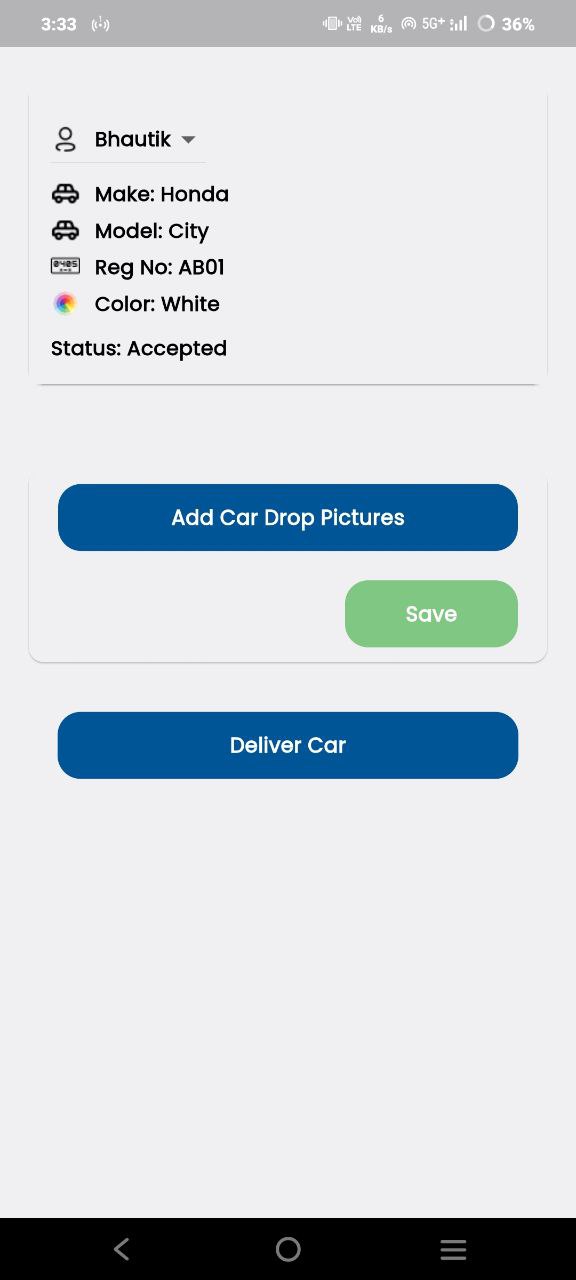 3:33 Vo) LTE 6 KB/s 5G+ 36%
Bhautik
Make: Honda
Model: City
0405 Reg No: AB01
Color: White
Status: Accepted
Add Car Drop Pictures
Save
Deliver Car